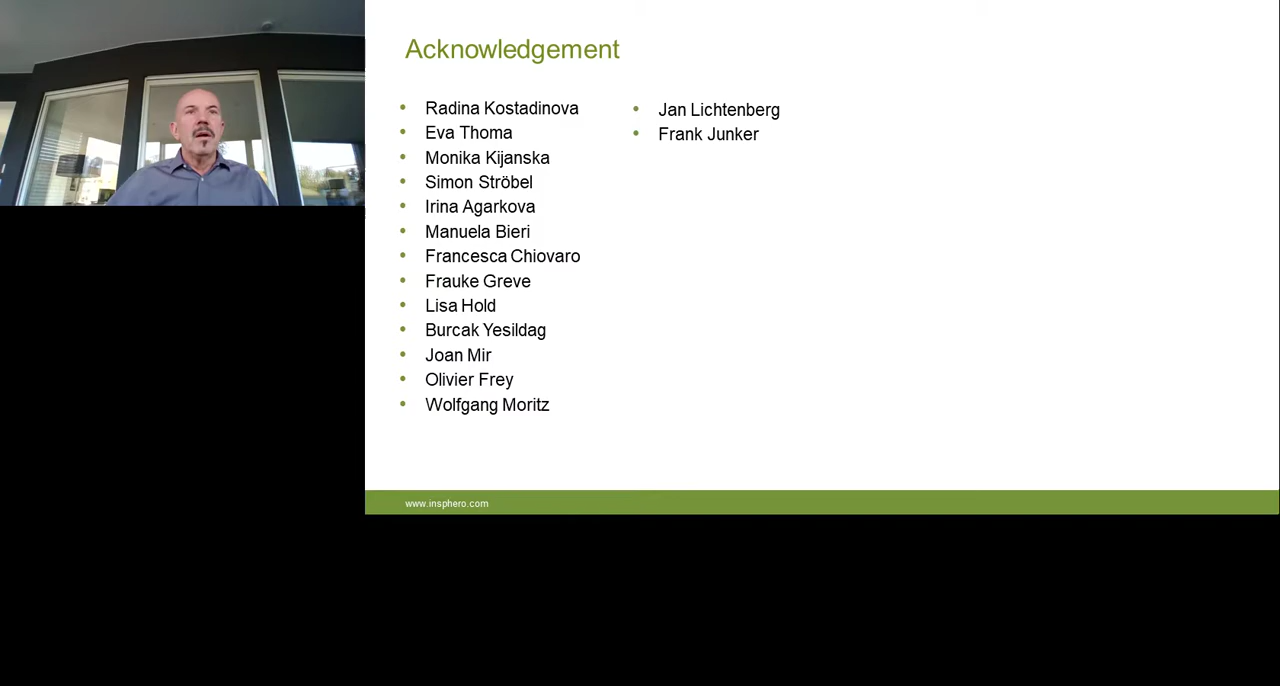 Acknowledgement
Radina Kostadinova
Eva Thoma
Monika Kijanska
Simon Ströbel
Irina Agarkova
Manuela Bieri
Francesca Chiovaro
Frauke Greve
Lisa Hold
Burcak Yesildag
Joan Mir
Olivier Frey
Wolfgang Moritz
Jan Lichtenberg
Frank Junker
www.insphero.com